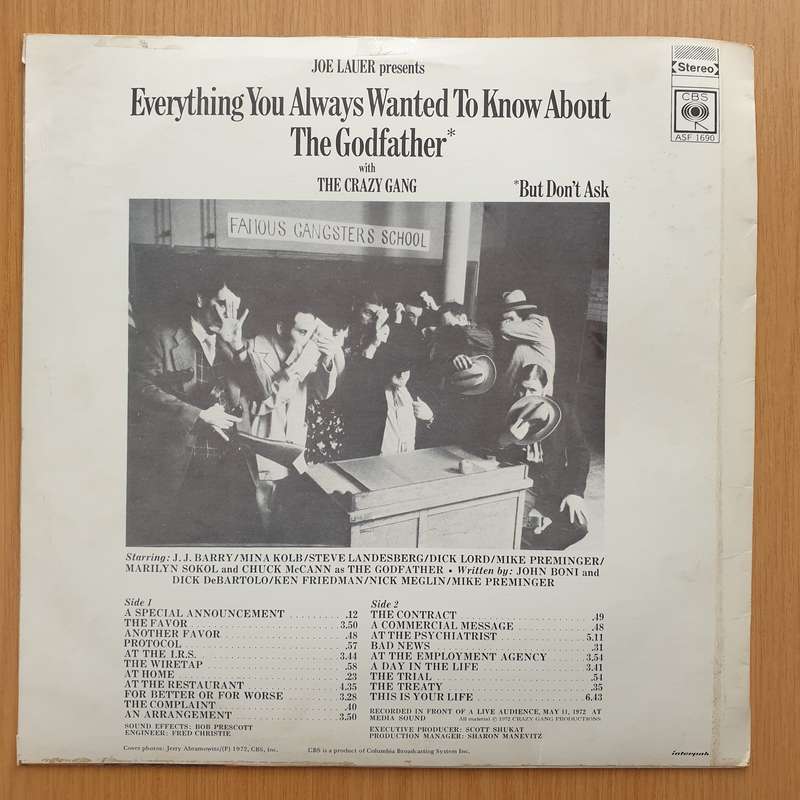 JOE LAUER presents
Everything You Always Wanted To Know About
The Godfather*
with
THE CRAZY GANG
*But Don't Ask
Stereo
CBS
ASF 1690
FAMOUS GANGSTERS SCHOOL
Starring: J. J. BARRY/MINA KOLB/STEVE LANDESBERG/DICK LORD/MIKE PREMINGER/
MARILYN SOKOL and CHUCK McCANN as THE GODFATHER • Written by: JOHN BONI and
DICK DeBARTOLO/KEN FRIEDMAN/NICK MEGLIN/MIKE PREMINGER
Side 1
A SPECIAL ANNOUNCEMENT .12
THE FAVOR 3.50
ANOTHER FAVOR .48
PROTOCOL .57
AT THE I.R.S. 3.44
THE WIRETAP .58
AT HOME .23
AT THE RESTAURANT 4.35
FOR BETTER OR FOR WORSE 3.28
THE COMPLAINT .40
AN ARRANGEMENT 3.50
SOUND EFFECTS: BOB PRESCOTT
ENGINEER: FRED CHRISTIE
Side 2
THE CONTRACT .49
A COMMERCIAL MESSAGE .48
AT THE PSYCHIATRIST 5.11
BAD NEWS .31
AT THE EMPLOYMENT AGENCY 3.54
A DAY IN THE LIFE 3.41
THE TRIAL .54
THE TREATY .35
THIS IS YOUR LIFE 6.43
RECORDED IN FRONT OF A LIVE AUDIENCE, MAY 11, 1972 AT
MEDIA SOUND All material © 1972 CRAZY GANG PRODUCTIONS
EXECUTIVE PRODUCER: SCOTT SHUKAT
PRODUCTION MANAGER: SHARON MANEVITZ
Cover photos: Jerry Abramowitz/(P) 1972, CBS, Inc.
CBS is a product of Columbia Broadcasting System Inc.
interpak